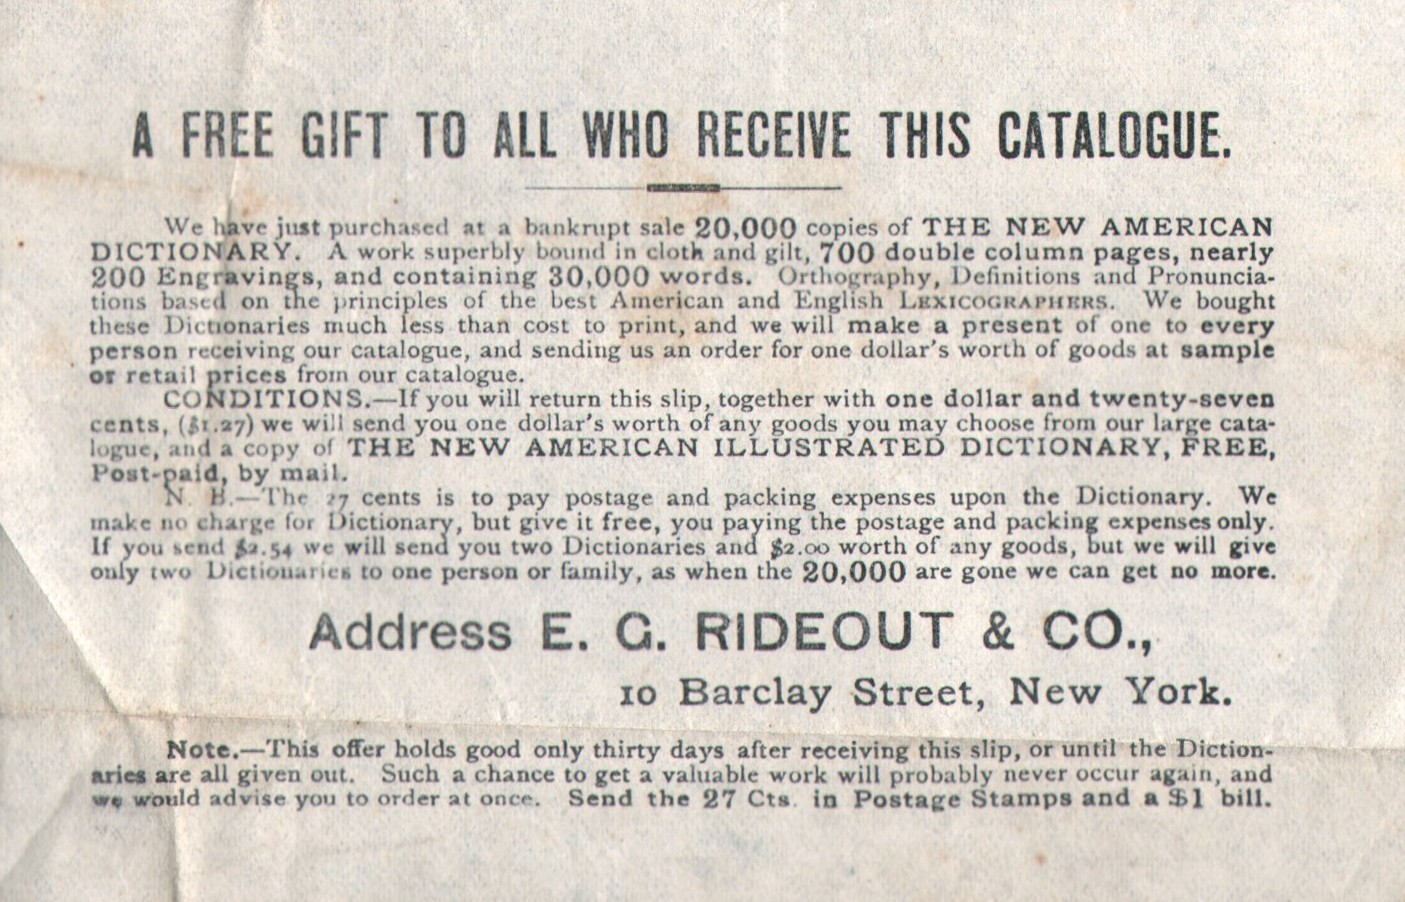 A FREE GIFT TO ALL WHO RECEIVE THIS CATALOGUE.
We have just purchased at a bankrupt sale 20,000 copies of THE NEW AMERICAN
DICTIONARY. A work superbly bound in cloth and gilt, 700 double column pages, nearly
200 Engravings, and containing 30,000 words. Orthography, Definitions and Pronuncia-
tions based on the principles of the best American and English LEXICOGRAPHERS. We bought
these Dictionaries much less than cost to print, and we will make a present of one to every
person receiving our catalogue, and sending us an order for one dollar's worth of goods at sample
or retail prices from our catalogue.
CONDITIONS.—If you will return this slip, together with one dollar and twenty-seven
cents, ($1.27) we will send you one dollar's worth of any goods you may choose from our large cata-
logue, and a copy of THE NEW AMERICAN ILLUSTRATED DICTIONARY, FREE,
Post-paid, by mail.
N. B.—The 27 cents is to pay postage and packing expenses upon the Dictionary. We
make no charge for Dictionary, but give it free, you paying the postage and packing expenses only.
If you send $2.54 we will send you two Dictionaries and $2.00 worth of any goods, but we will give
only two Dictionaries to one person or family, as when the 20,000 are gone we can get no more.
Address E. G. RIDEOUT & CO.,
10 Barclay Street, New York.
Note.—This offer holds good only thirty days after receiving this slip, or until the Diction-
aries are all given out. Such a chance to get a valuable work will probably never occur again, and
we would advise you to order at once. Send the 27 Cts. in Postage Stamps and a $1 bill.